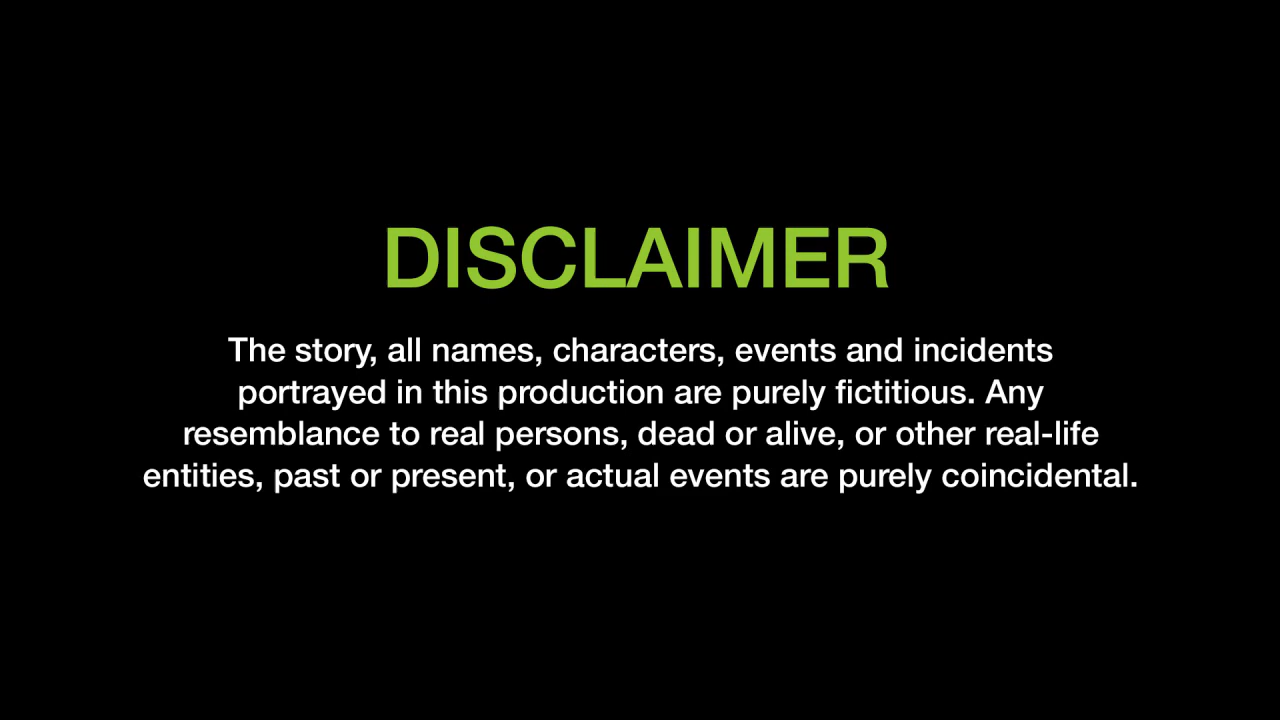 DISCLAIMER
The story, all names, characters, events and incidents
portrayed in this production are purely fictitious. Any
resemblance to real persons, dead or alive, or other real-life
entities, past or present, or actual events are purely coincidental.